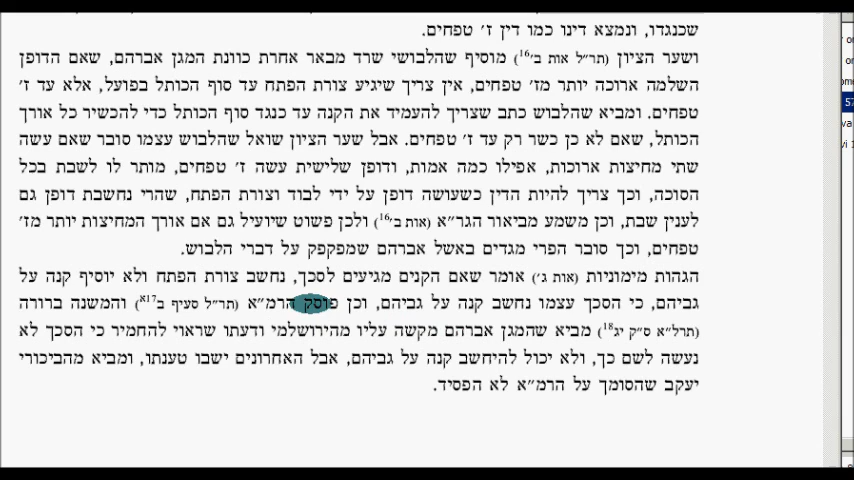 שכנגדו, ונמצא דינו כמו דין ז׳ טפחים.
ושער הציון (תר״ל אות ב׳16) מוסיף שהלבושי שרד מבאר אחרת כוונת המגן אברהם, שאם הדופן
השלמה ארוכה יותר מז׳ טפחים, אין צריך שיגיע צורת הפתח עד סוף הכותל בפועל, אלא עד ז׳
טפחים. ומביא שהלבוש כתב שצריך להעמיד את הקנה עד כנגד סוף הכותל כדי להכשיר כל אורך
הכותל, שאם לא כן כשר רק עד ז׳ טפחים. אבל שער הציון שואל שהלבוש עצמו סובר שאם עשה
שתי מחיצות ארוכות, אפילו כמה אמות, ודופן שלישית עשה ז׳ טפחים, מותר לו לשבת בכל
הסוכה, וכך צריך להיות הדין כשעושה דופן על ידי לבוד וצורת הפתח, שהרי נחשבת דופן גם
לענין שבת, וכן משמע מביאור הגר״א (אות ב׳16) ולכן פשוט שיועיל גם אם אורך המחיצות יותר מז׳
טפחים, וכך סובר הפרי מגדים באשל אברהם שמפקפק על דברי הלבוש.
הגהות מימוניות (אות ג׳) אומר שאם הקנים מגיעים לסכך, נחשב צורת הפתח ולא יוסיף קנה על
גביהם, כי הסכך עצמו נחשב קנה על גביהם, וכן פוסק הרמ״א (תר״ל סעיף ב17א) והמשנה ברורה
(תרל״א ס״ק יג18) מביא שהמגן אברהם מקשה עליו מהירושלמי ודעתו שראוי להחמיר כי הסכך לא
נעשה לשם כך, ולא יכול להיחשב קנה על גביהם, אבל האחרונים ישבו טענתו, ומביא מהביכורי
יעקב שהסומך על הרמ״א לא הפסיד.